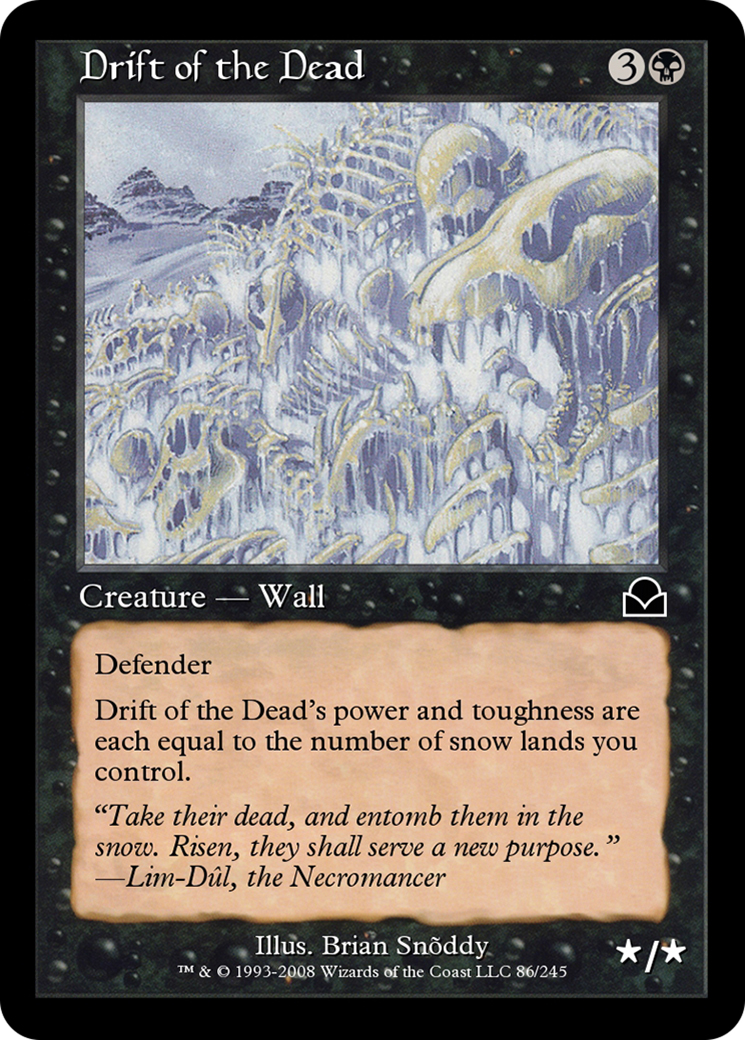 Drift of the Dead 3
Creature — Wall
Defender
Drift of the Dead's power and toughness are
each equal to the number of snow lands you
control.
“Take their dead, and entomb them in the
snow. Risen, they shall serve a new purpose.”
—Lim-Dûl, the Necromancer
Illus. Brian Snõddy
™ & © 1993-2008 Wizards of the Coast LLC 86/245
★/★